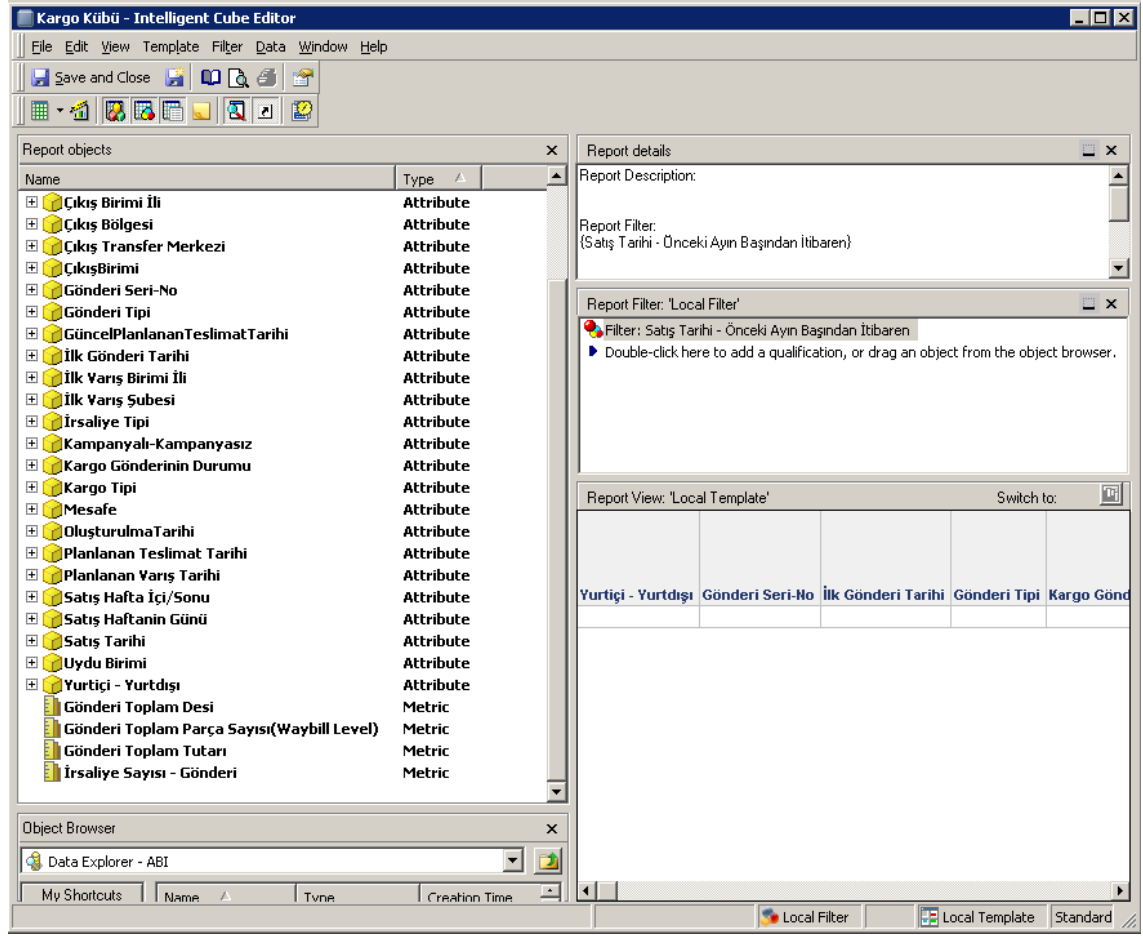 Kargo Kübü - Intelligent Cube Editor
File Edit View Template Filter Data Window Help
Save and Close
Report objects
Name Type
Çıkış Birimi İli Attribute
Çıkış Bölgesi Attribute
Çıkış Transfer Merkezi Attribute
ÇıkışBirimi Attribute
Gönderi Seri-No Attribute
Gönderi Tipi Attribute
GüncelPlanlananTeslimatTarihi Attribute
İlk Gönderi Tarihi Attribute
İlk Varış Birimi İli Attribute
İlk Varış Şubesi Attribute
İrsaliye Tipi Attribute
Kampanyalı-Kampanyasız Attribute
Kargo Gönderinin Durumu Attribute
Kargo Tipi Attribute
Mesafe Attribute
OluşturulmaTarihi Attribute
Planlanan Teslimat Tarihi Attribute
Planlanan Varış Tarihi Attribute
Satış Hafta İçi/Sonu Attribute
Satış Haftanin Günü Attribute
Satış Tarihi Attribute
Uydu Birimi Attribute
Yurtiçi - Yurtdışı Attribute
Gönderi Toplam Desi Metric
Gönderi Toplam Parça Sayısı(Waybill Level) Metric
Gönderi Toplam Tutarı Metric
İrsaliye Sayısı - Gönderi Metric
Object Browser
Data Explorer - ABI
My Shortcuts Name Type Creation Time
Report details
Report Description:
Report Filter:
{Satış Tarihi - Önceki Ayın Başından İtibaren}
Report Filter: 'Local Filter'
Filter: Satış Tarihi - Önceki Ayın Başından İtibaren
Double-click here to add a qualification, or drag an object from the object browser.
Report View: 'Local Template' Switch to:
Yurtiçi - Yurtdışı Gönderi Seri-No İlk Gönderi Tarihi Gönderi Tipi Kargo Gönd
Local Filter Local Template Standard